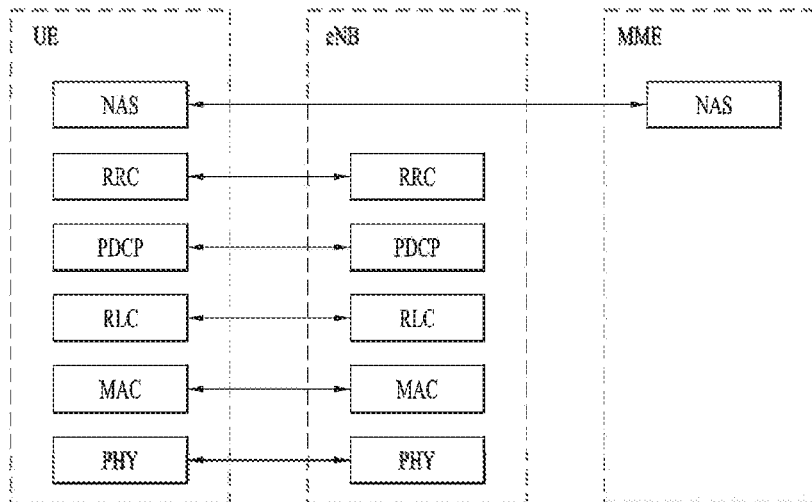 UE eNB MME
NAS NAS
RRC RRC
PDCP PDCP
RLC RLC
MAC MAC
PHY PHY